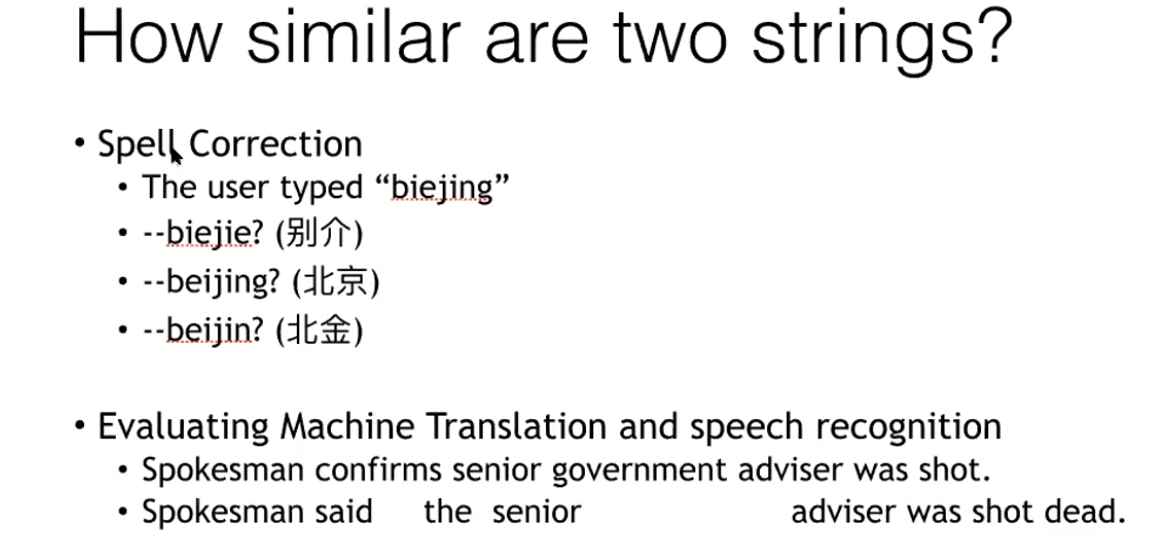 How similar are two strings?
• Spell Correction
• The user typed “biejing”
• --biejie? (别介)
• --beijing? (北京)
• --beijin? (北金)
• Evaluating Machine Translation and speech recognition
• Spokesman confirms senior government adviser was shot.
• Spokesman said the senior adviser was shot dead.